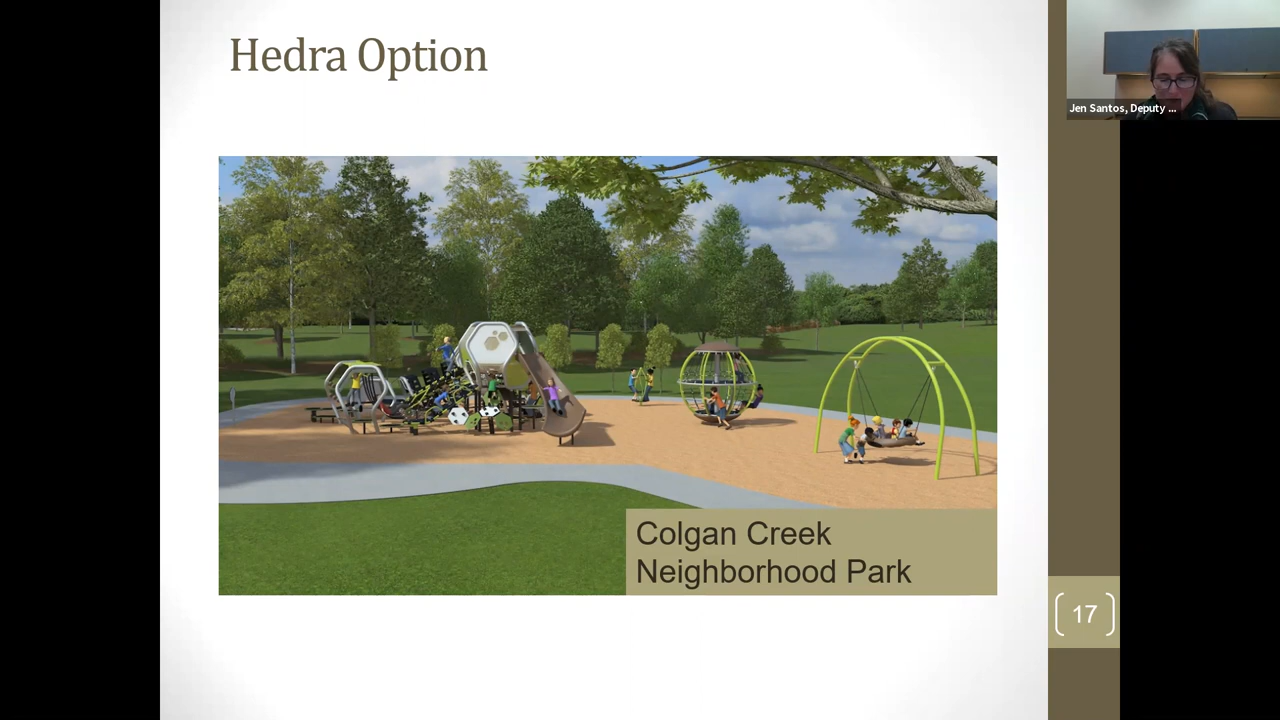 Hedra Option
Jen Santos, Deputy ...
Colgan Creek
Neighborhood Park
17